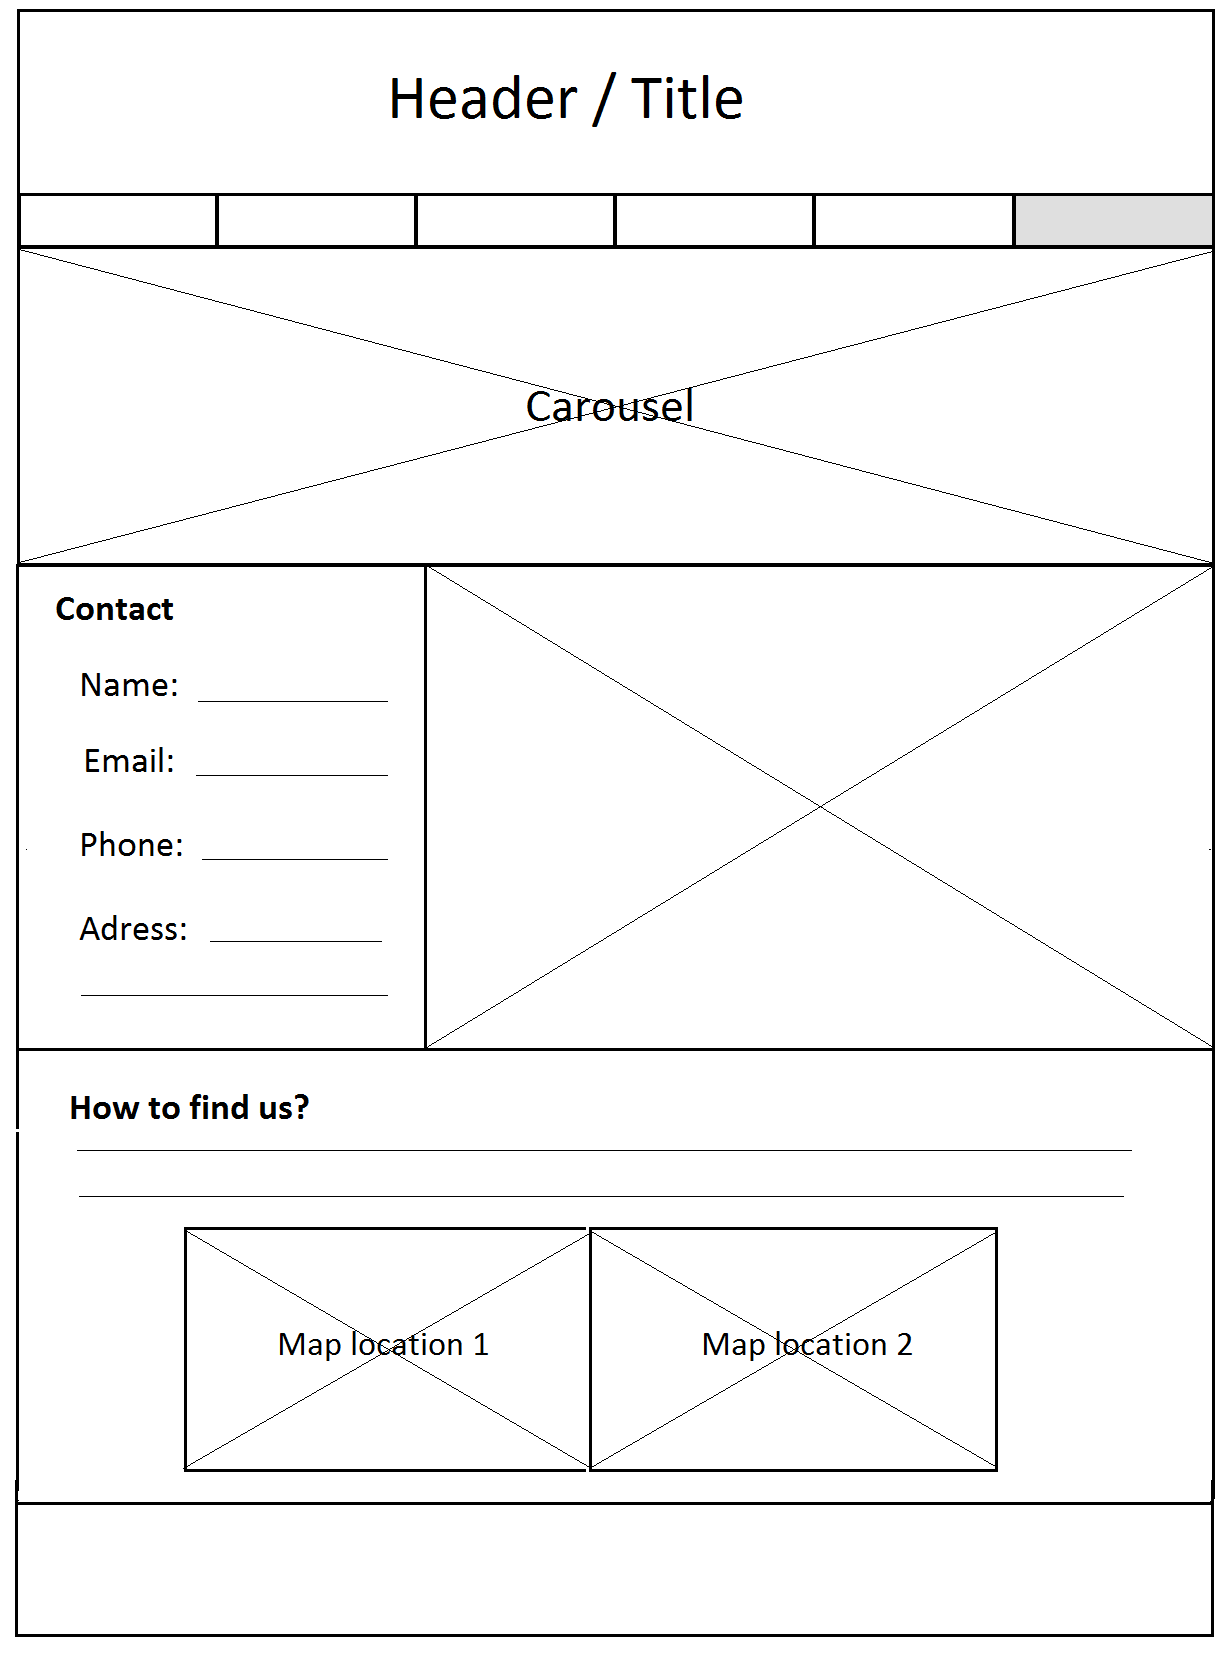 Header / Title
Carousel
Contact
Name:
Email:
Phone:
Adress:
How to find us?
Map location 1
Map location 2